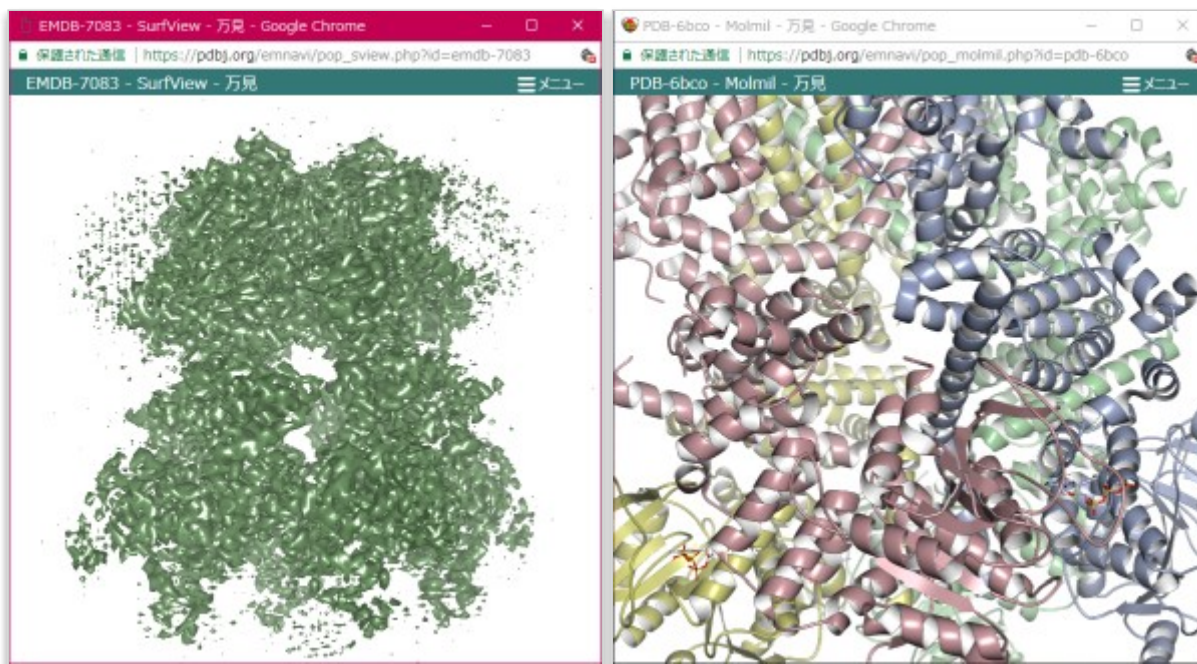 EMDB-7083 - SurfView - 万見 - Google Chrome
保護された通信 | https://pdbj.org/emnavi/pop_sview.php?id=emdb-7083
EMDB-7083 - SurfView - 万見
メニュー
PDB-6bco - Molmil - 万見 - Google Chrome
保護された通信 | https://pdbj.org/emnavi/pop_molmil.php?id=pdb-6bco
PDB-6bco - Molmil - 万見
メニュー